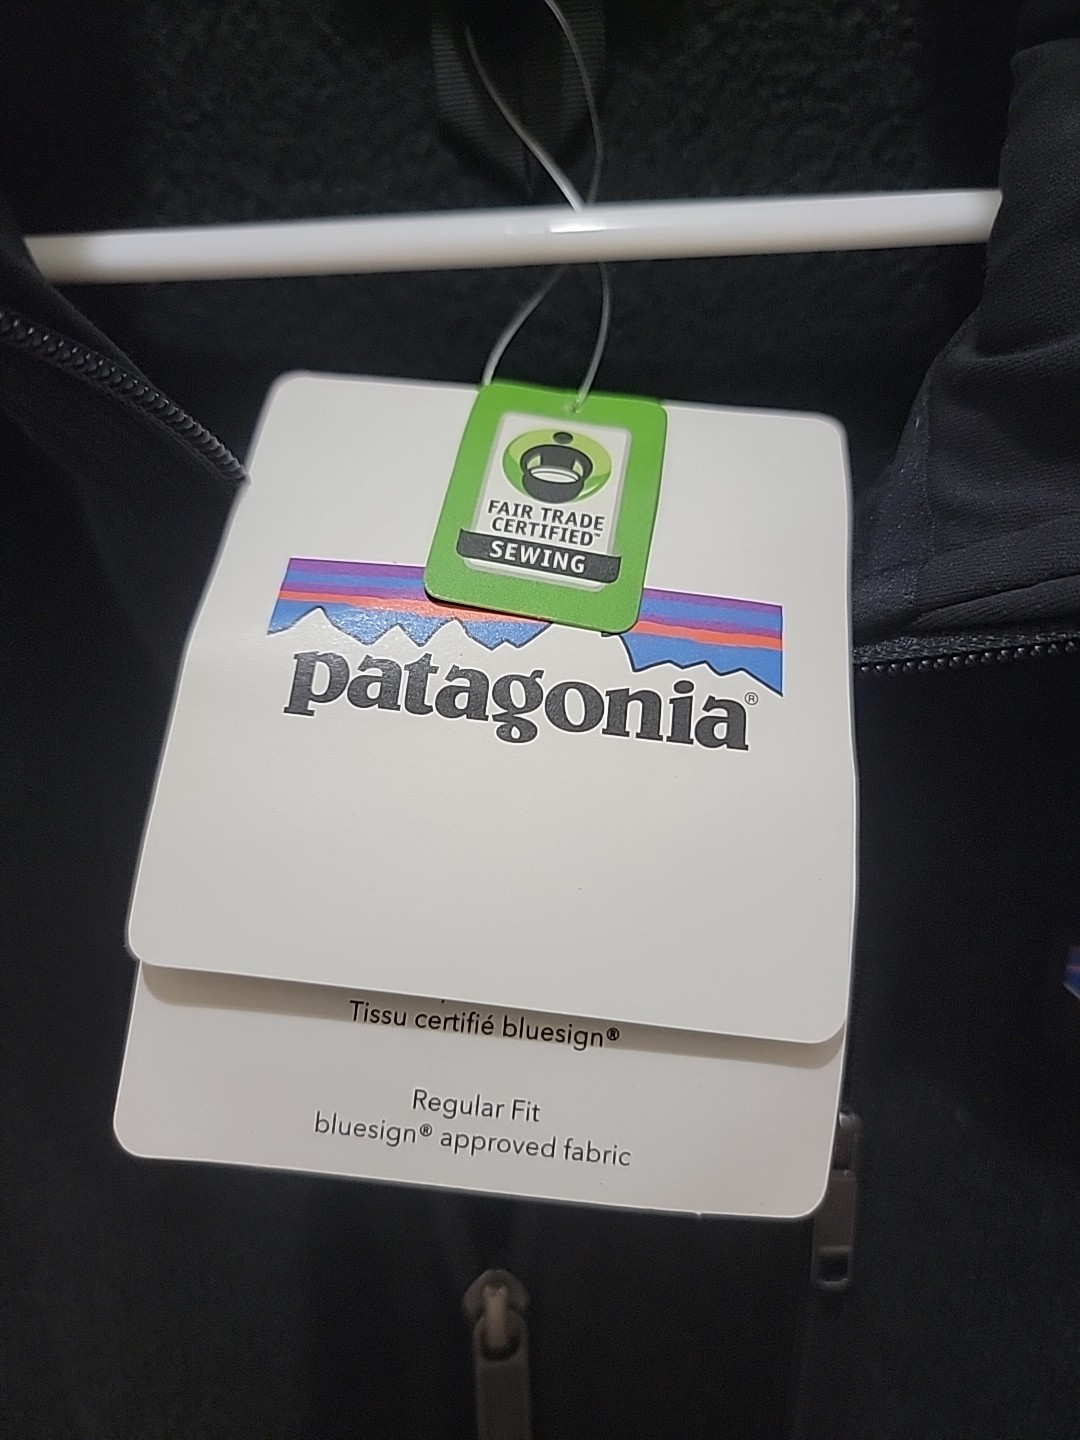 FAIR TRADE
CERTIFIED™
SEWING
patagonia®
Tissu certifié bluesign®
Regular Fit
bluesign® approved fabric